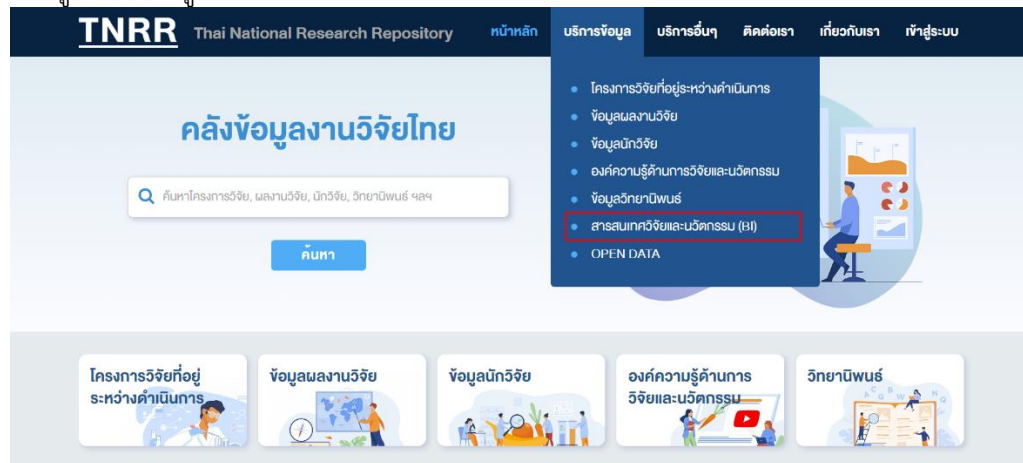 TNRR Thai National Research Repository หน้าหลัก บริการข้อมูล บริการอื่นๆ ติดต่อเรา เกี่ยวกับเรา เข้าสู่ระบบ
โครงการวิจัยที่อยู่ระหว่างดำเนินการ
ข้อมูลผลงานวิจัย
ข้อมูลนักวิจัย
องค์ความรู้ด้านการวิจัยและนวัตกรรม
ข้อมูลวิทยานิพนธ์
สารสนเทศวิจัยและนวัตกรรม (BI)
OPEN DATA
คลังข้อมูลงานวิจัยไทย
ค้นหาโครงการวิจัย, ผลงานวิจัย, นักวิจัย, วิทยานิพนธ์ ฯลฯ
ค้นหา
โครงการวิจัยที่อยู่
ระหว่างดำเนินการ
ข้อมูลผลงานวิจัย
ข้อมูลนักวิจัย
องค์ความรู้ด้านการ
วิจัยและนวัตกรรม
วิทยานิพนธ์